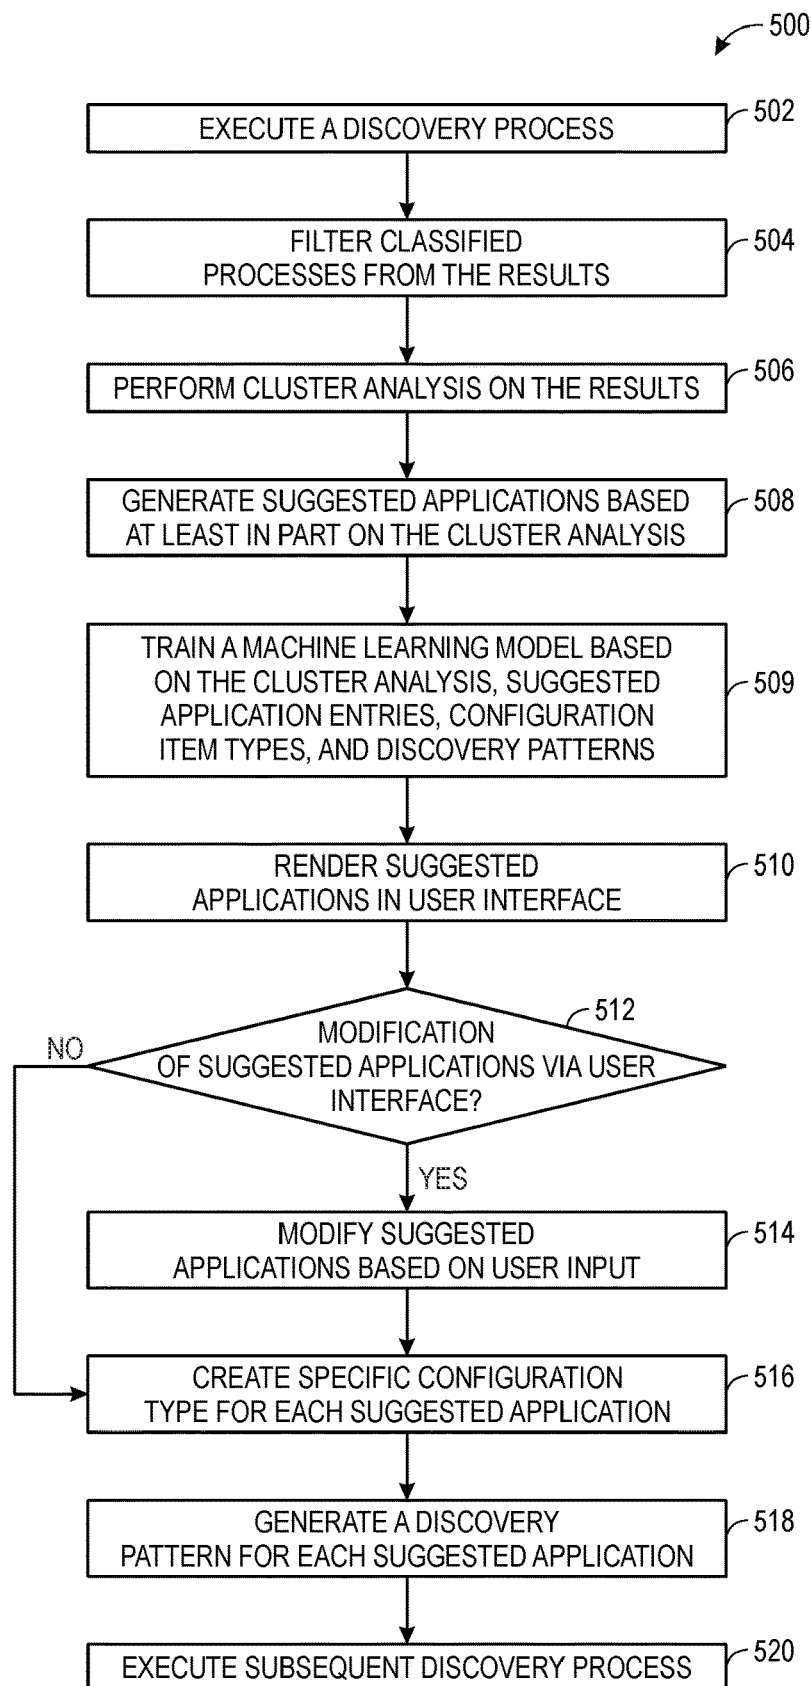 500
EXECUTE A DISCOVERY PROCESS
502
FILTER CLASSIFIED
PROCESSES FROM THE RESULTS
504
PERFORM CLUSTER ANALYSIS ON THE RESULTS
506
GENERATE SUGGESTED APPLICATIONS BASED
AT LEAST IN PART ON THE CLUSTER ANALYSIS
508
TRAIN A MACHINE LEARNING MODEL BASED
ON THE CLUSTER ANALYSIS, SUGGESTED
APPLICATION ENTRIES, CONFIGURATION
ITEM TYPES, AND DISCOVERY PATTERNS
509
RENDER SUGGESTED
APPLICATIONS IN USER INTERFACE
510
512
MODIFICATION
OF SUGGESTED APPLICATIONS VIA USER
INTERFACE?
NO
YES
MODIFY SUGGESTED
APPLICATIONS BASED ON USER INPUT
514
CREATE SPECIFIC CONFIGURATION
TYPE FOR EACH SUGGESTED APPLICATION
516
GENERATE A DISCOVERY
PATTERN FOR EACH SUGGESTED APPLICATION
518
EXECUTE SUBSEQUENT DISCOVERY PROCESS
520